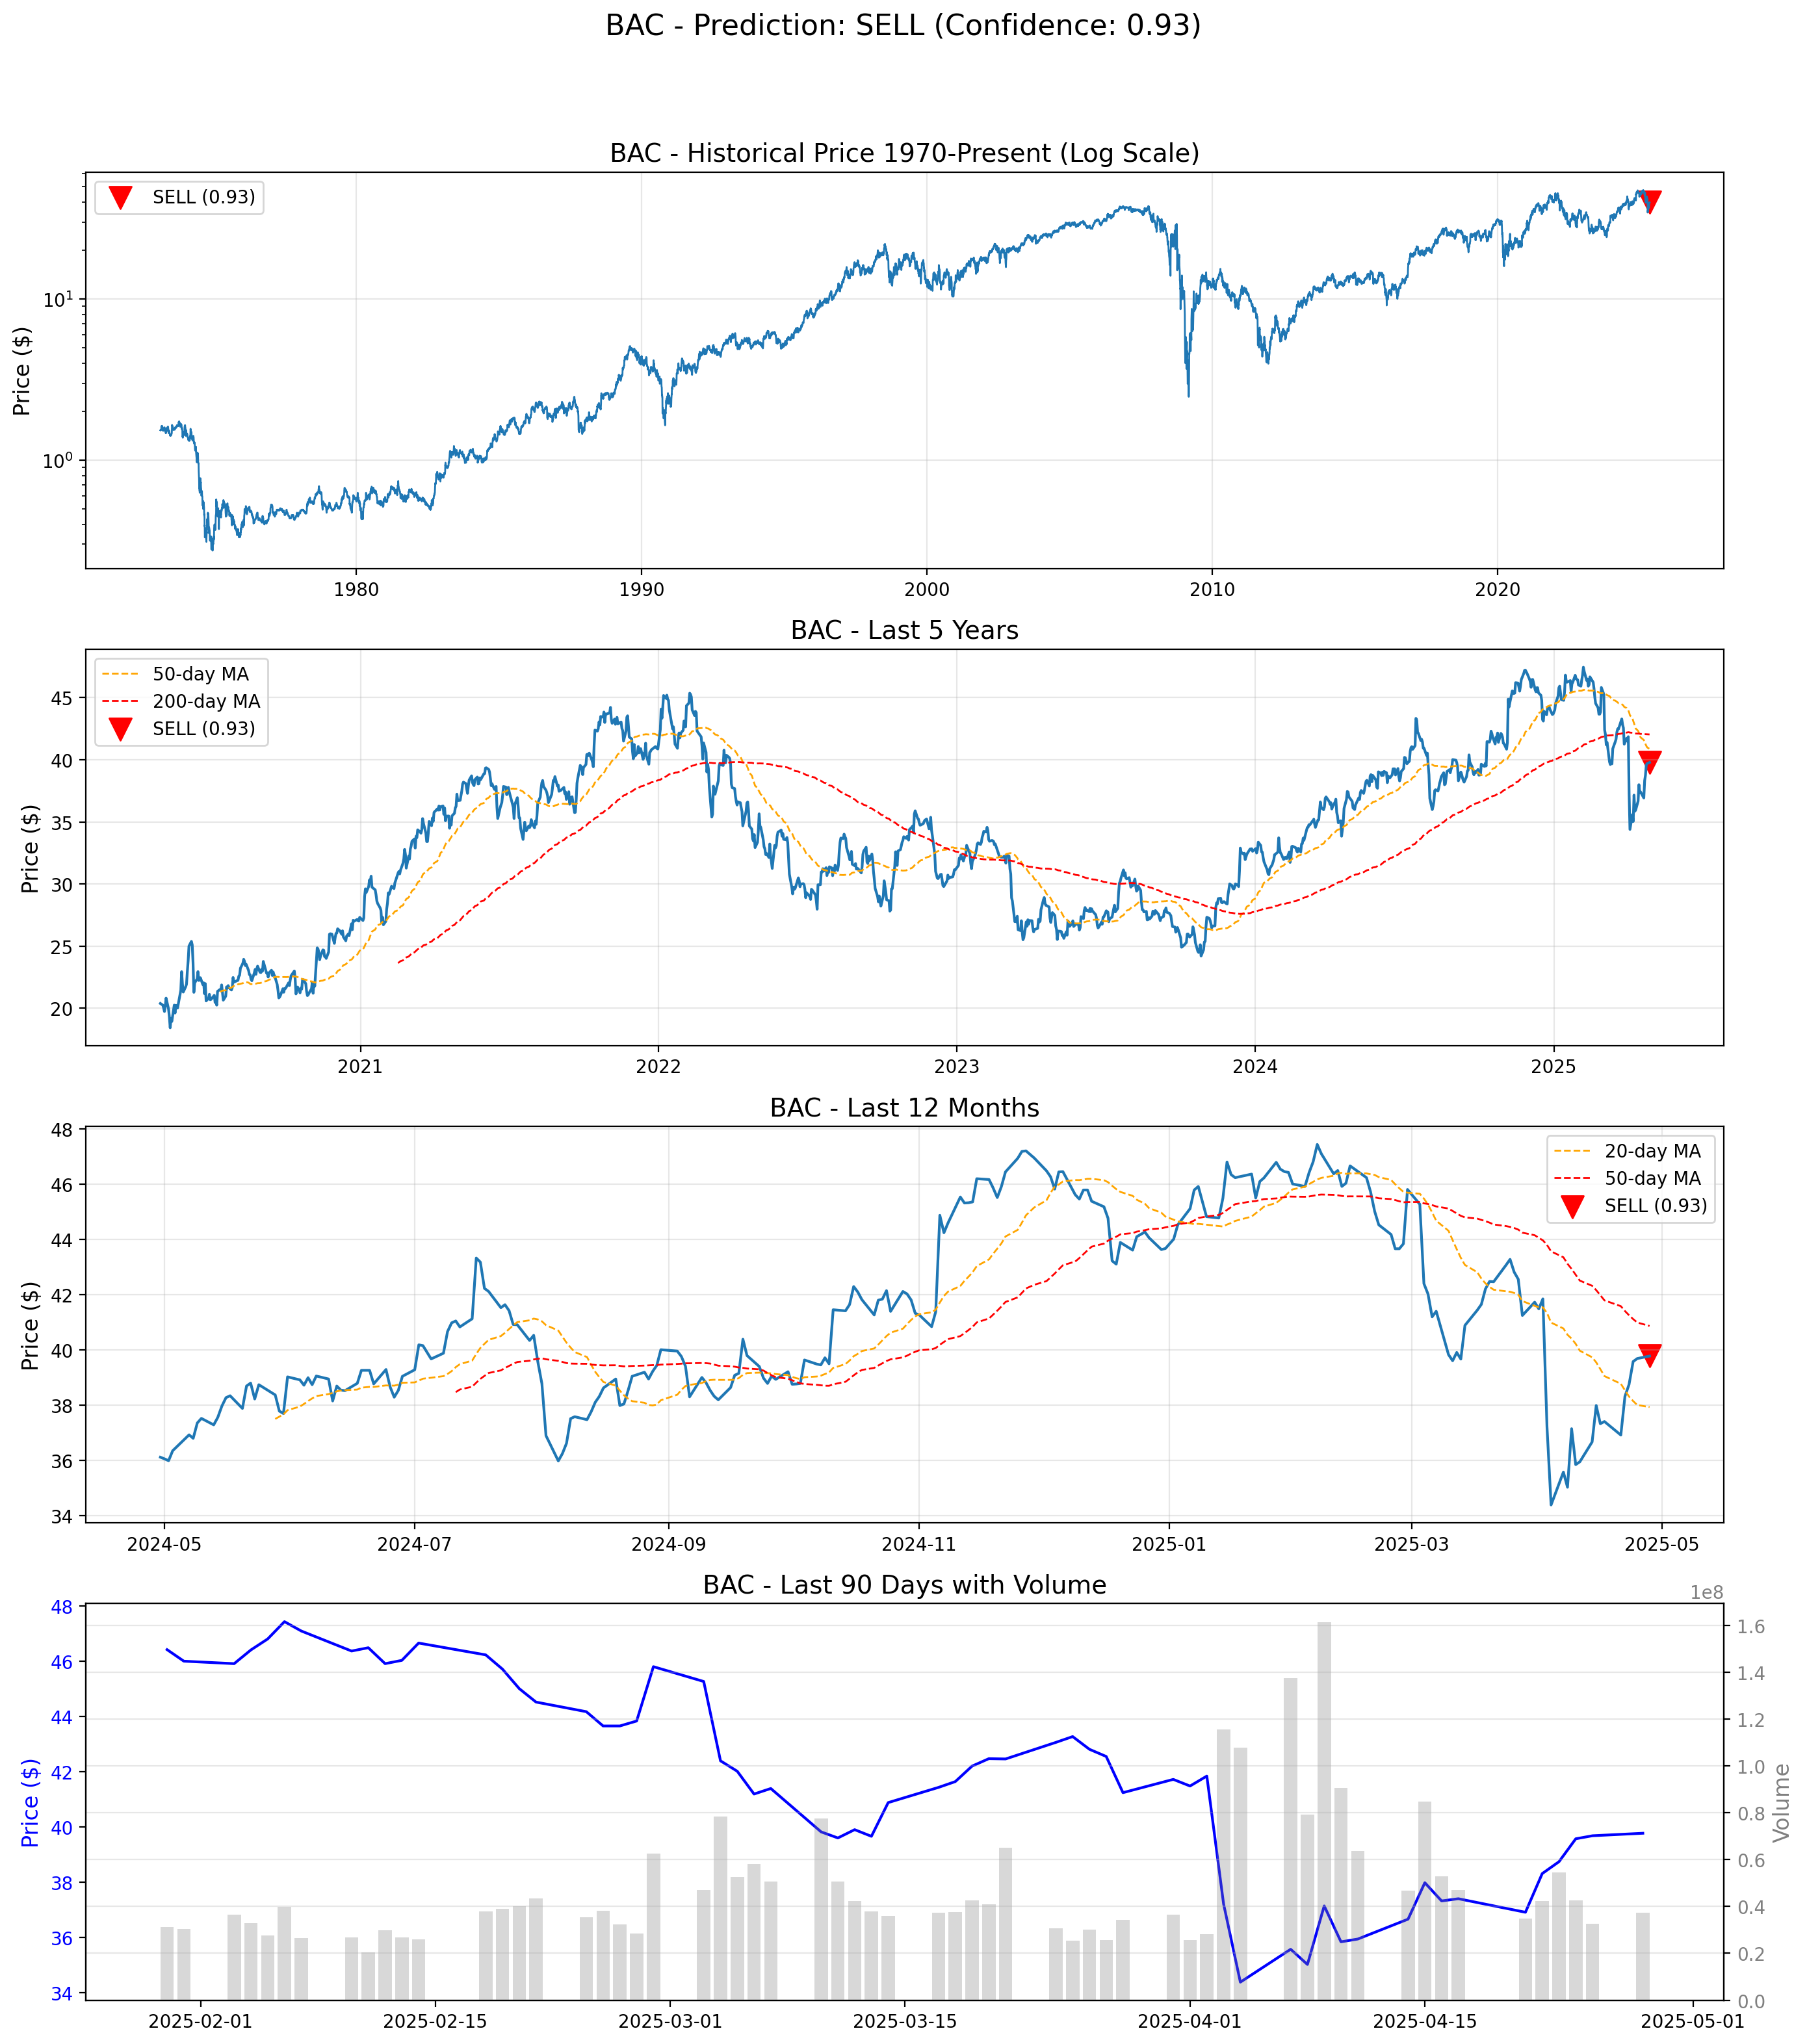 BAC - Prediction: SELL (Confidence: 0.93)
BAC - Historical Price 1970-Present (Log Scale)
SELL (0.93)
Price ($)
10¹
10⁰
1980 1990 2000 2010 2020
BAC - Last 5 Years
50-day MA
200-day MA
SELL (0.93)
Price ($)
45
40
35
30
25
20
2021 2022 2023 2024 2025
BAC - Last 12 Months
20-day MA
50-day MA
SELL (0.93)
Price ($)
48
46
44
42
40
38
36
34
2024-05 2024-07 2024-09 2024-11 2025-01 2025-03 2025-05
BAC - Last 90 Days with Volume
1e8
Price ($)
48
46
44
42
40
38
36
34
1.6
1.4
1.2
1.0
0.8
0.6
0.4
0.2
0.0
Volume
2025-02-01 2025-02-15 2025-03-01 2025-03-15 2025-04-01 2025-04-15 2025-05-01